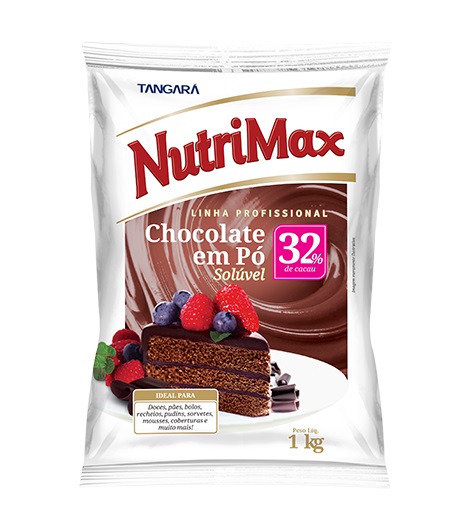 TANGARÁ
NutriMax
LINHA PROFISSIONAL
Chocolate
em Pó
Solúvel
32%
de cacau
IDEAL PARA
Doces, pães, bolos,
recheios, pudins, sorvetes,
mousses, coberturas e
muito mais!
Peso Líq.
1 kg